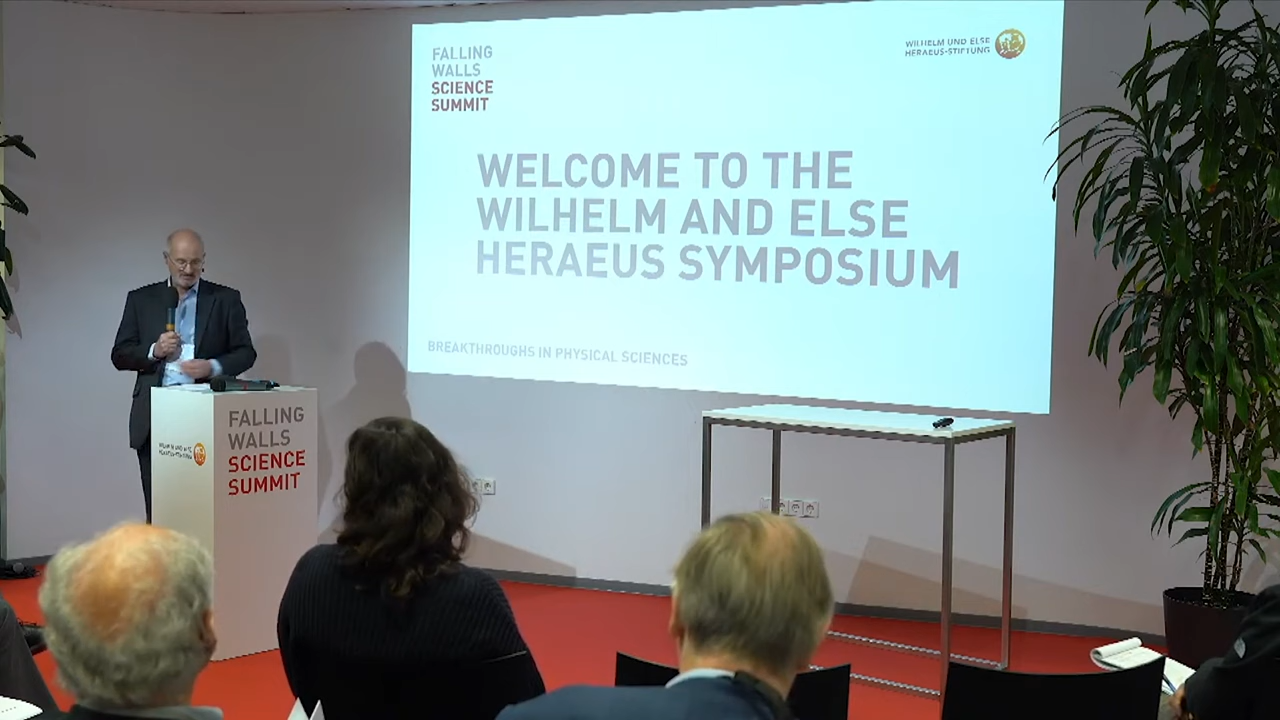 FALLING
WALLS
SCIENCE
SUMMIT
WILHELM UND ELSE
HERAEUS-STIFTUNG
WELCOME TO THE
WILHELM AND ELSE
HERAEUS SYMPOSIUM
BREAKTHROUGHS IN PHYSICAL SCIENCES
FALLING
WALLS
SCIENCE
SUMMIT